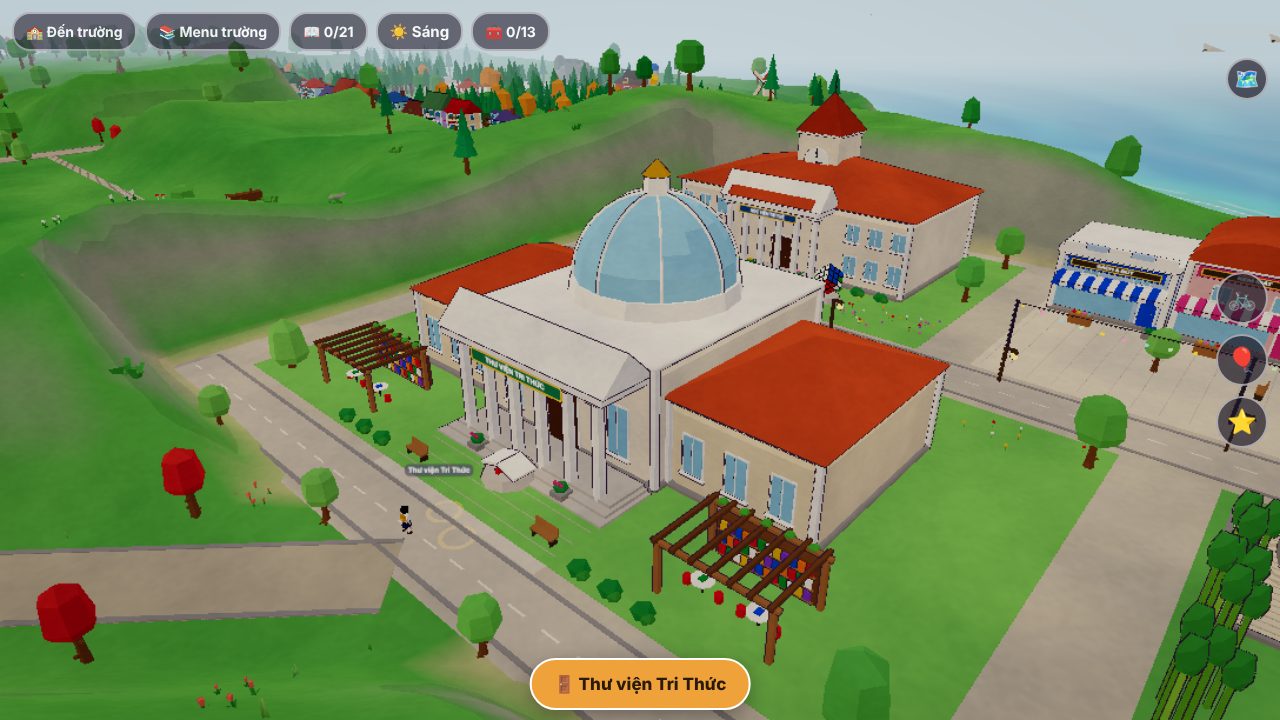 Đến trường
Menu trường
0/21
Sáng
0/13
THƯ VIỆN TRI THỨC
Thư viện Tri Thức
Thư viện Tri Thức